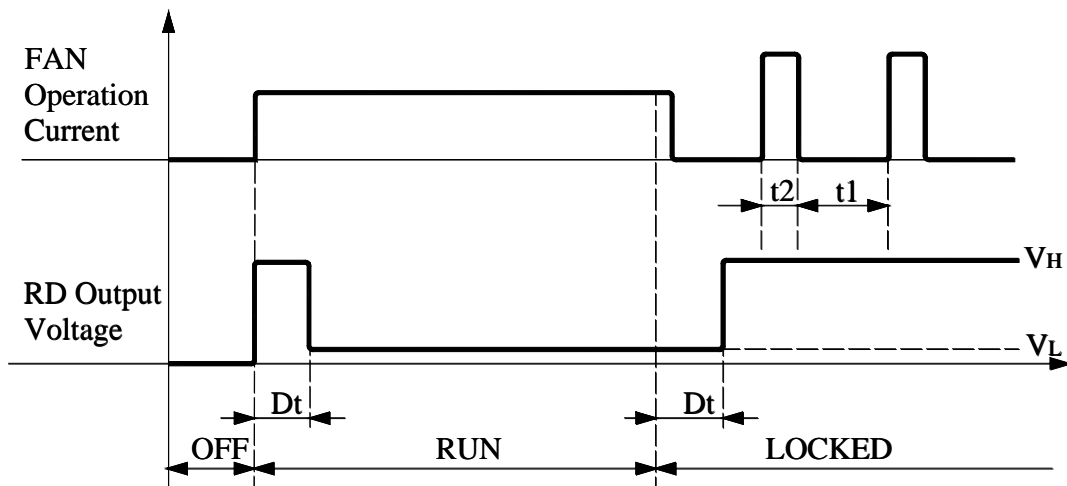 FAN
Operation
Current
t2
t1
VH
RD Output
Voltage
VL
Dt
Dt
OFF
RUN
LOCKED